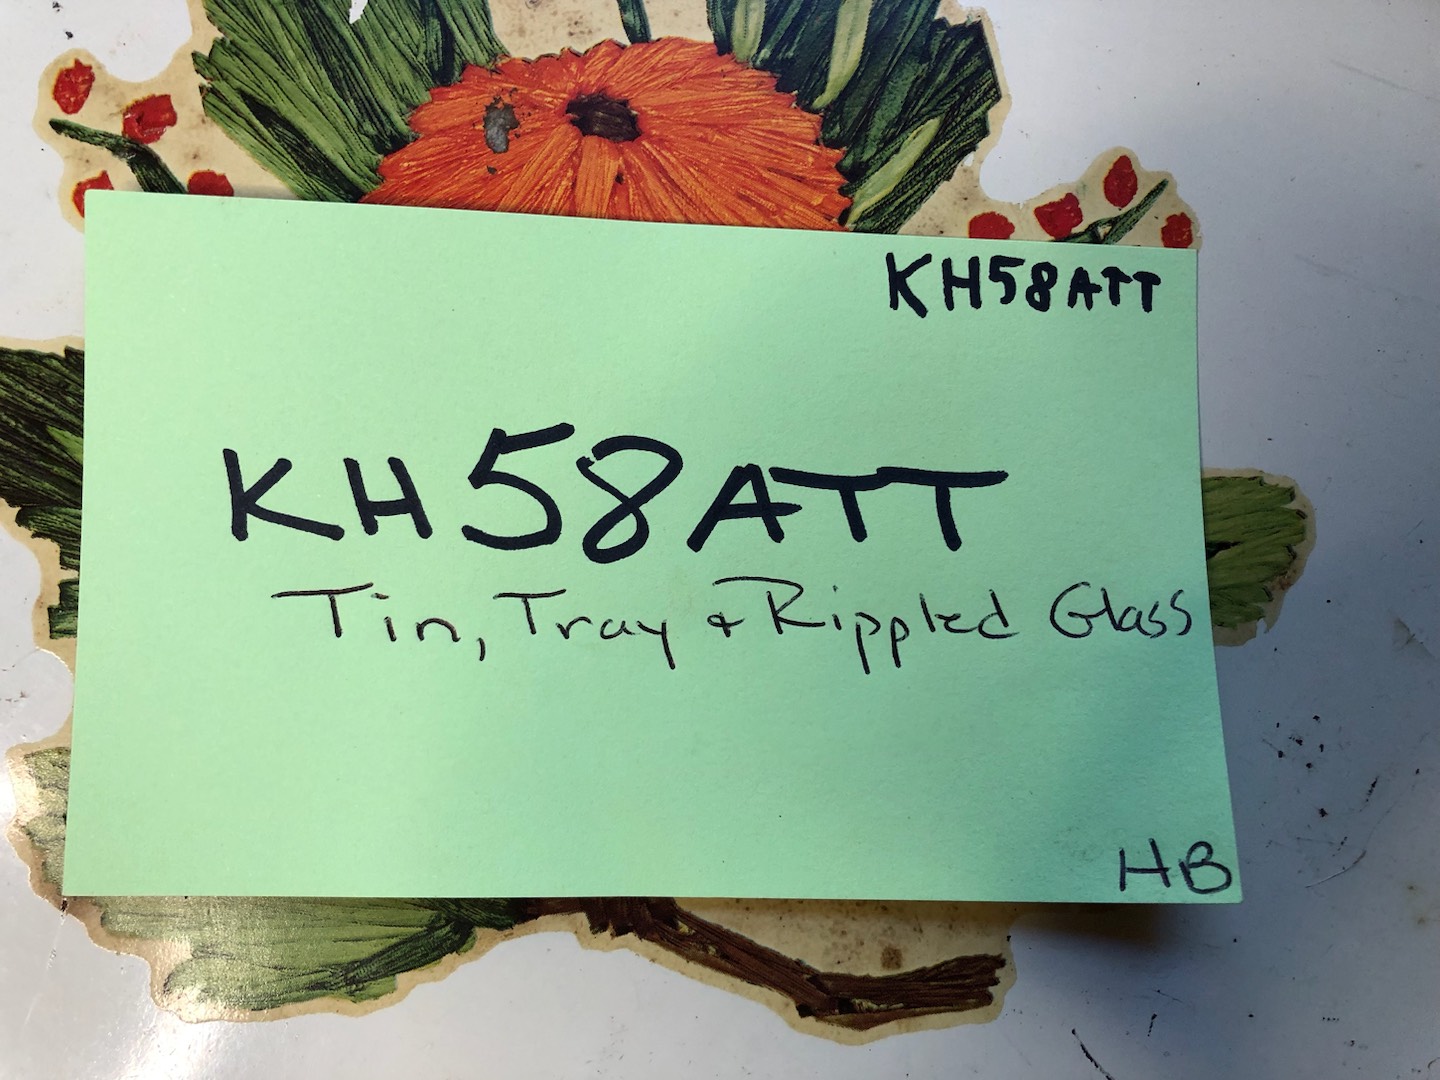 KH58ATT
KH58ATT
Tin, Tray & Rippled Glass
HB